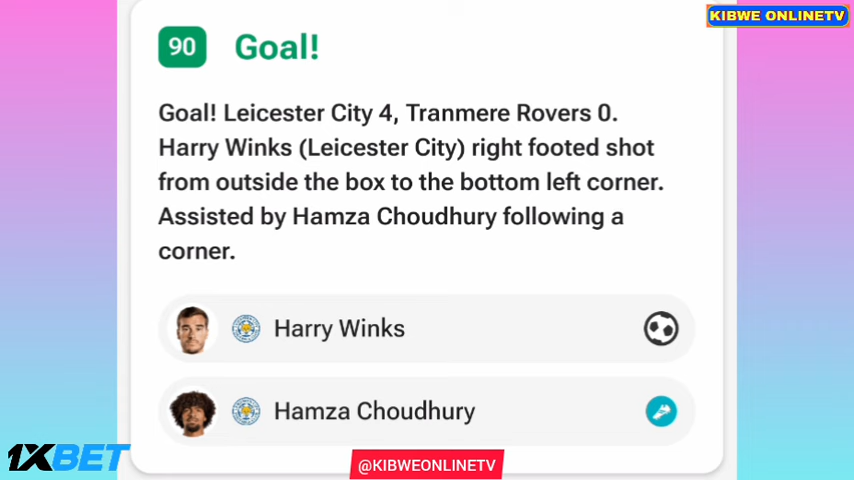 KIBWE ONLINETV
90 Goal!
Goal! Leicester City 4, Tranmere Rovers 0.
Harry Winks (Leicester City) right footed shot
from outside the box to the bottom left corner.
Assisted by Hamza Choudhury following a
corner.
Harry Winks
Hamza Choudhury
1XBET
@KIBWEONLINETV